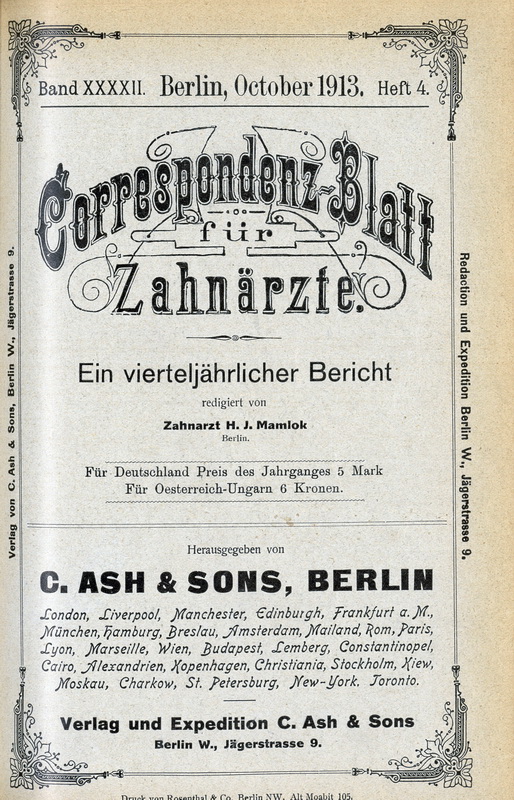 Band XXXXII. Berlin, October 1913. Heft 4.
Correspondenz-Blatt
für
Zahnärzte.
Ein vierteljährlicher Bericht
redigiert von
Zahnarzt H. J. Mamlok
Berlin.
Für Deutschland Preis des Jahrganges 5 Mark
Für Oesterreich-Ungarn 6 Kronen.
Herausgegeben von
C. ASH & SONS, BERLIN
London, Liverpool, Manchester, Edinburgh, Frankfurt a. M.,
München, Hamburg, Breslau, Amsterdam, Mailand, Rom, Paris,
Lyon, Marseille, Wien, Budapest, Lemberg, Constantinopel,
Cairo, Alexandrien, Kopenhagen, Christiania, Stockholm, Kiew,
Moskau, Charkow, St. Petersburg, New-York. Toronto.
Verlag und Expedition C. Ash & Sons
Berlin W., Jägerstrasse 9.
Druck von Rosenthal & Co. Berlin NW. Alt Moabit 105.
Verlag von C. Ash & Sons, Berlin W., Jägerstrasse 9.
Redaction und Expedition Berlin W., Jägerstrasse 9.